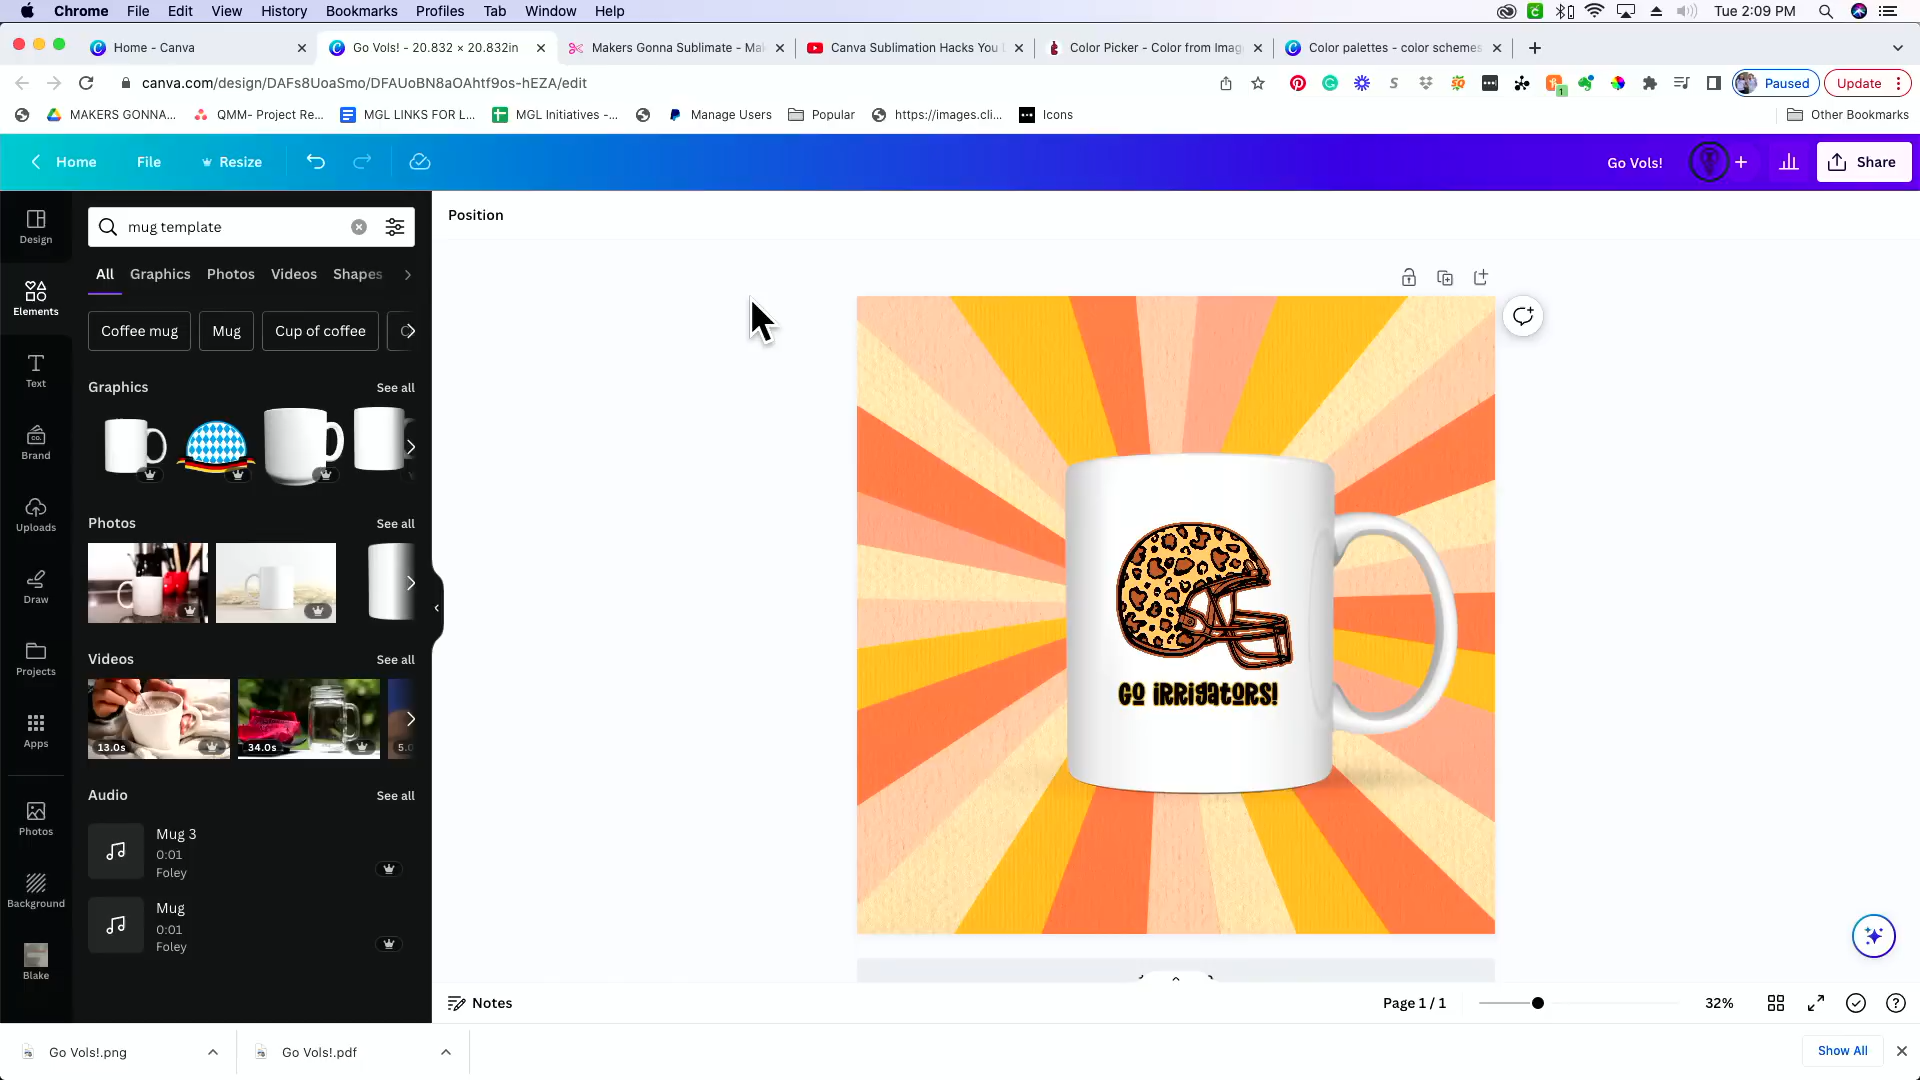 Chrome File Edit View History Bookmarks Profiles Tab Window Help Tue 2:09 PM
Home - Canva Go Vols! - 20.832 × 20.832in Makers Gonna Sublimate - Mak Canva Sublimation Hacks You Color Picker - Color from Imag Color palettes - color schemes
canva.com/design/DAFs8UoaSmo/DFAUoBN8aOAhtf9os-hEZA/edit 1 Paused Update
MAKERS GONNA... QMM- Project Re... MGL LINKS FOR L... MGL Initiatives -... Manage Users Popular https://images.cli... Icons Other Bookmarks
Home File Resize Go Vols! Share
Position
Design
Elements
Text
Brand
Uploads
Draw
Projects
Apps
Photos
Background
Blake
mug template
All Graphics Photos Videos Shapes
Coffee mug Mug Cup of coffee
Graphics See all
Photos See all
Videos See all
13.0s 34.0s 5.0
Audio See all
Mug 3
0:01
Foley
Mug
0:01
Foley
GO IRRIGATORS!
Notes Page 1 / 1 32%
Go Vols!.png Go Vols!.pdf Show All